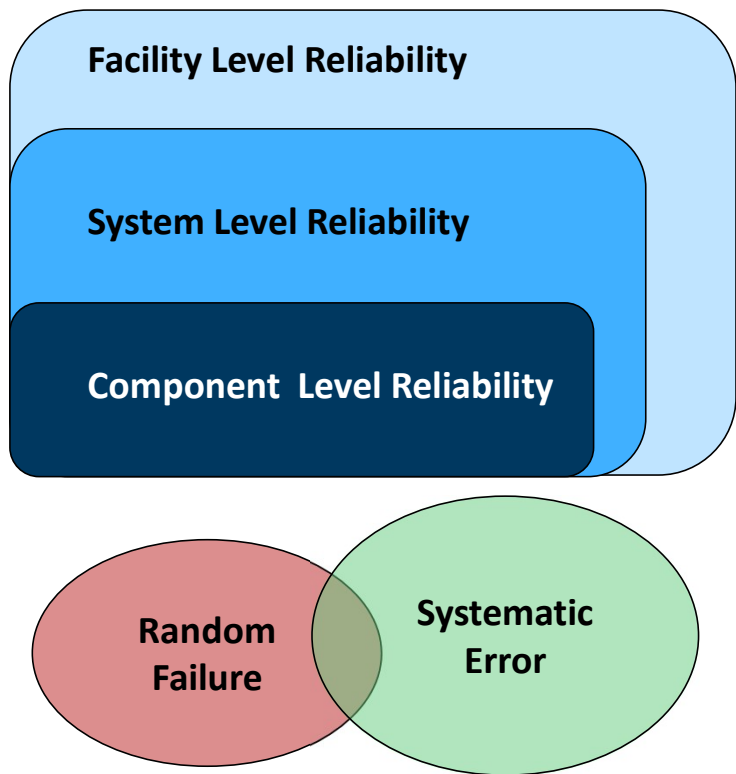 Facility Level Reliability
System Level Reliability
Component  Level Reliability
Random
Failure
Systematic
Error